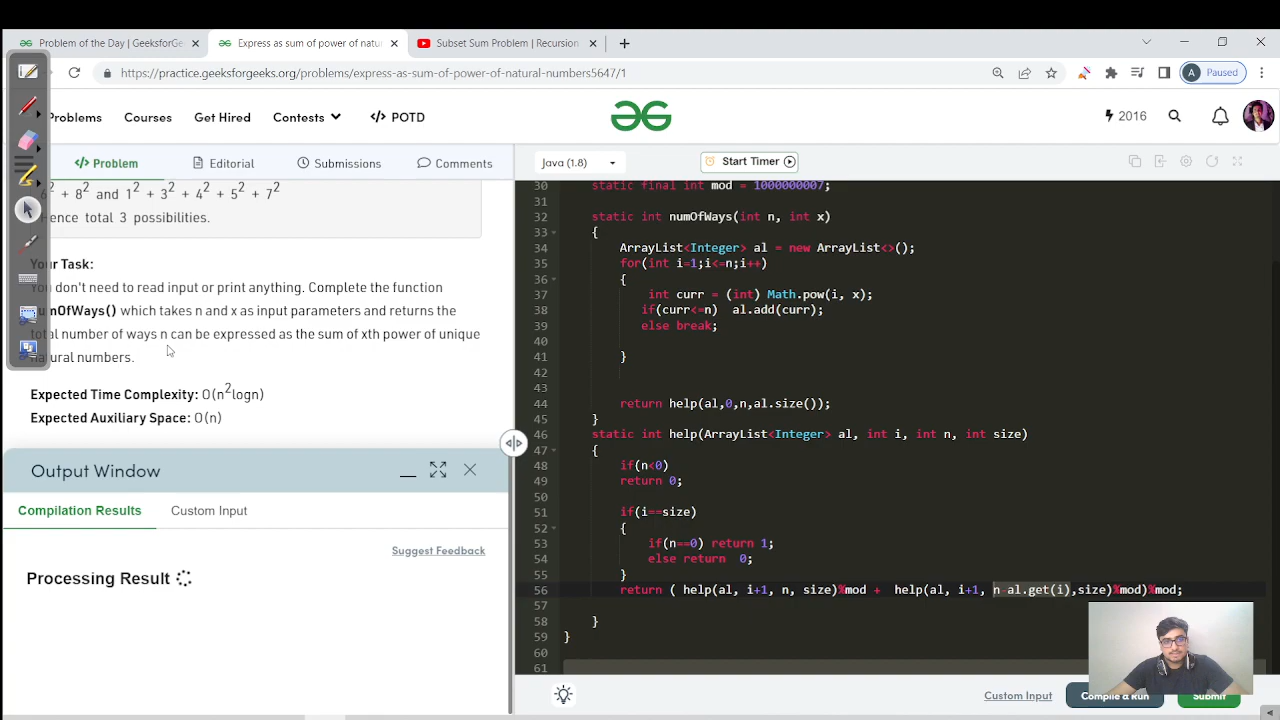 Problem of the Day | GeeksforGe
Express as sum of power of natu
Subset Sum Problem | Recursion
https://practice.geeksforgeeks.org/problems/express-as-sum-of-power-of-natural-numbers5647/1
A Paused
Problems
Courses
Get Hired
Contests
POTD
2016
Problem
Editorial
Submissions
Comments
Java (1.8)
Start Timer
6² + 8² and 1² + 3² + 4² + 5² + 7²
Hence total 3 possibilities.
Your Task:
You don't need to read input or print anything. Complete the function
numOfWays() which takes n and x as input parameters and returns the
total number of ways n can be expressed as the sum of xth power of unique
natural numbers.
Expected Time Complexity: O(n²logn)
Expected Auxiliary Space: O(n)
Output Window
Compilation Results
Custom Input
Suggest Feedback
Processing Result
30 static final int mod = 1000000007;
31
32 static int numOfWays(int n, int x)
33 {
34 ArrayList<Integer> al = new ArrayList<>();
35 for(int i=1;i<=n;i++)
36 {
37 int curr = (int) Math.pow(i, x);
38 if(curr<=n) al.add(curr);
39 else break;
40
41 }
42
43
44 return help(al,0,n,al.size());
45 }
46 static int help(ArrayList<Integer> al, int i, int n, int size)
47 {
48 if(n<0)
49 return 0;
50
51 if(i==size)
52 {
53 if(n==0) return 1;
54 else return 0;
55 }
56 return ( help(al, i+1, n, size)%mod + help(al, i+1, n-al.get(i),size)%mod)%mod;
57
58 }
59 }
60
61
Custom Input
Compile & Run
Submit